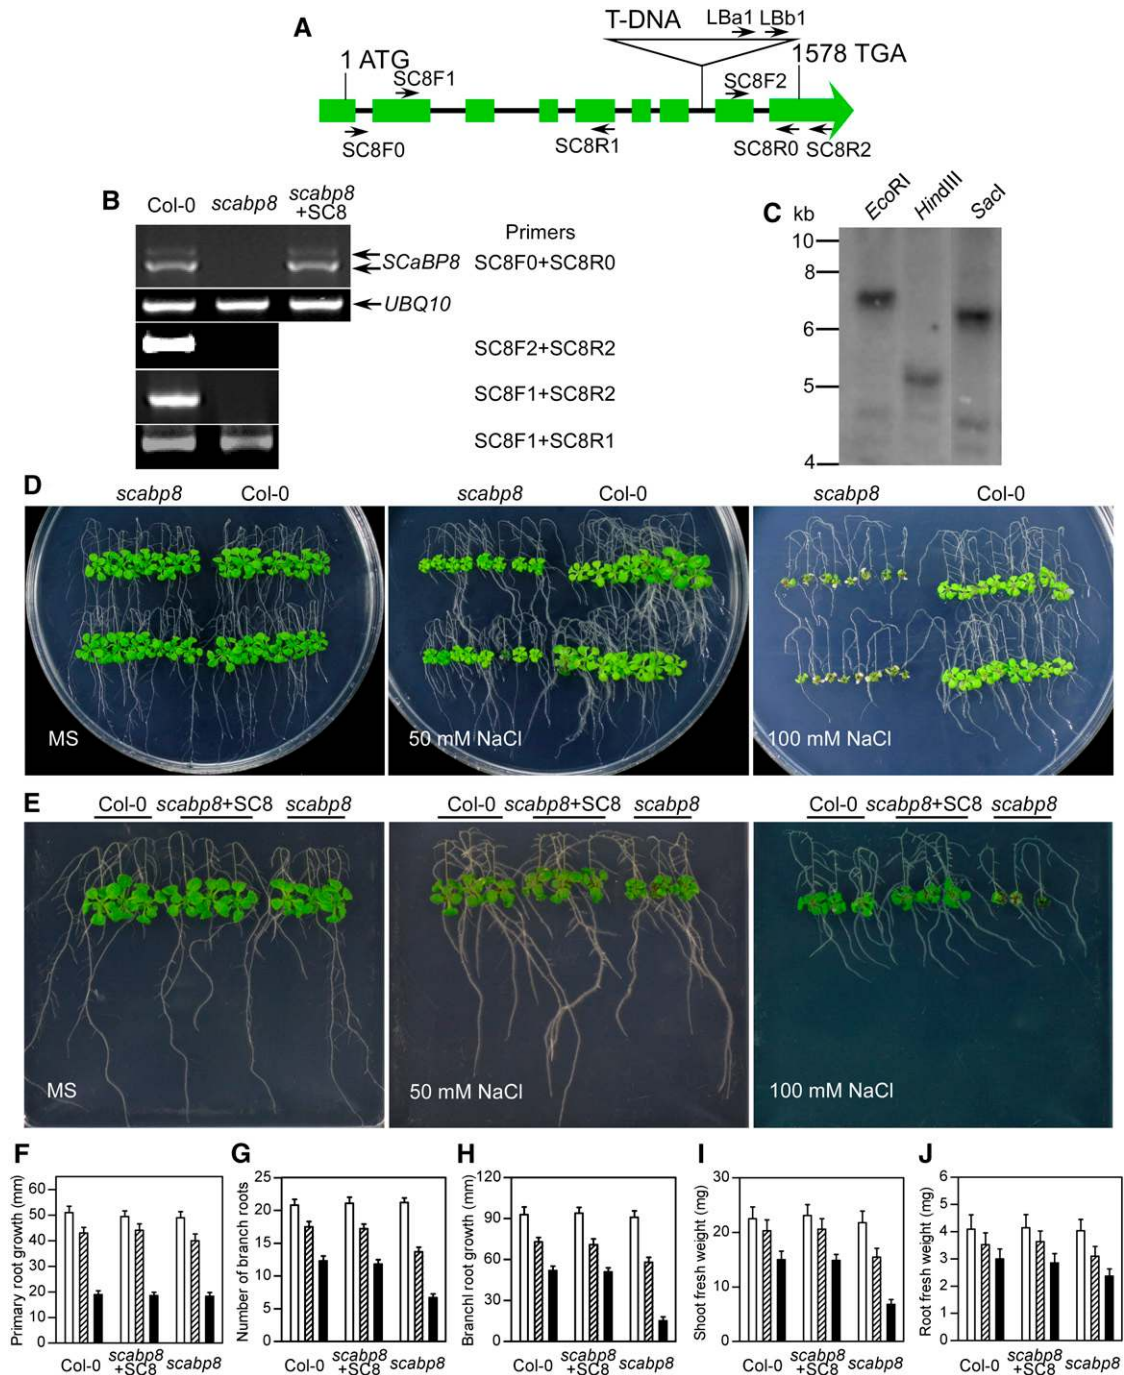 A
T-DNA
LBa1 LBb1
1 ATG
1578 TGA
SC8F1
SC8F2
SC8F0
SC8R1
SC8R0
SC8R2
B
Col-0 scabp8 scabp8 +SC8
Primers
SCaBP8 SC8F0+SC8R0
UBQ10
SC8F2+SC8R2
SC8F1+SC8R2
SC8F1+SC8R1
C
kb EcoRI HindIII SacI
10
8
6
5
4
D
scabp8 Col-0 scabp8 Col-0 scabp8 Col-0
MS 50 mM NaCl 100 mM NaCl
E
Col-0 scabp8+SC8 scabp8 Col-0 scabp8+SC8 scabp8 Col-0 scabp8+SC8 scabp8
MS 50 mM NaCl 100 mM NaCl
F
Primary root growth (mm)
60
50
40
30
20
10
0
Col-0 scabp8 +SC8 scabp8
G
Number of branch roots
25
20
15
10
5
0
Col-0 scabp8 +SC8 scabp8
H
Branchl root growth (mm)
120
90
60
30
0
Col-0 scabp8 +SC8 scabp8
I
Shoot fresh weight (mg)
30
20
10
0
Col-0 scabp8 +SC8 scabp8
J
Root fresh weight (mg)
6
5
4
3
2
1
0
Col-0 scabp8 +SC8 scabp8